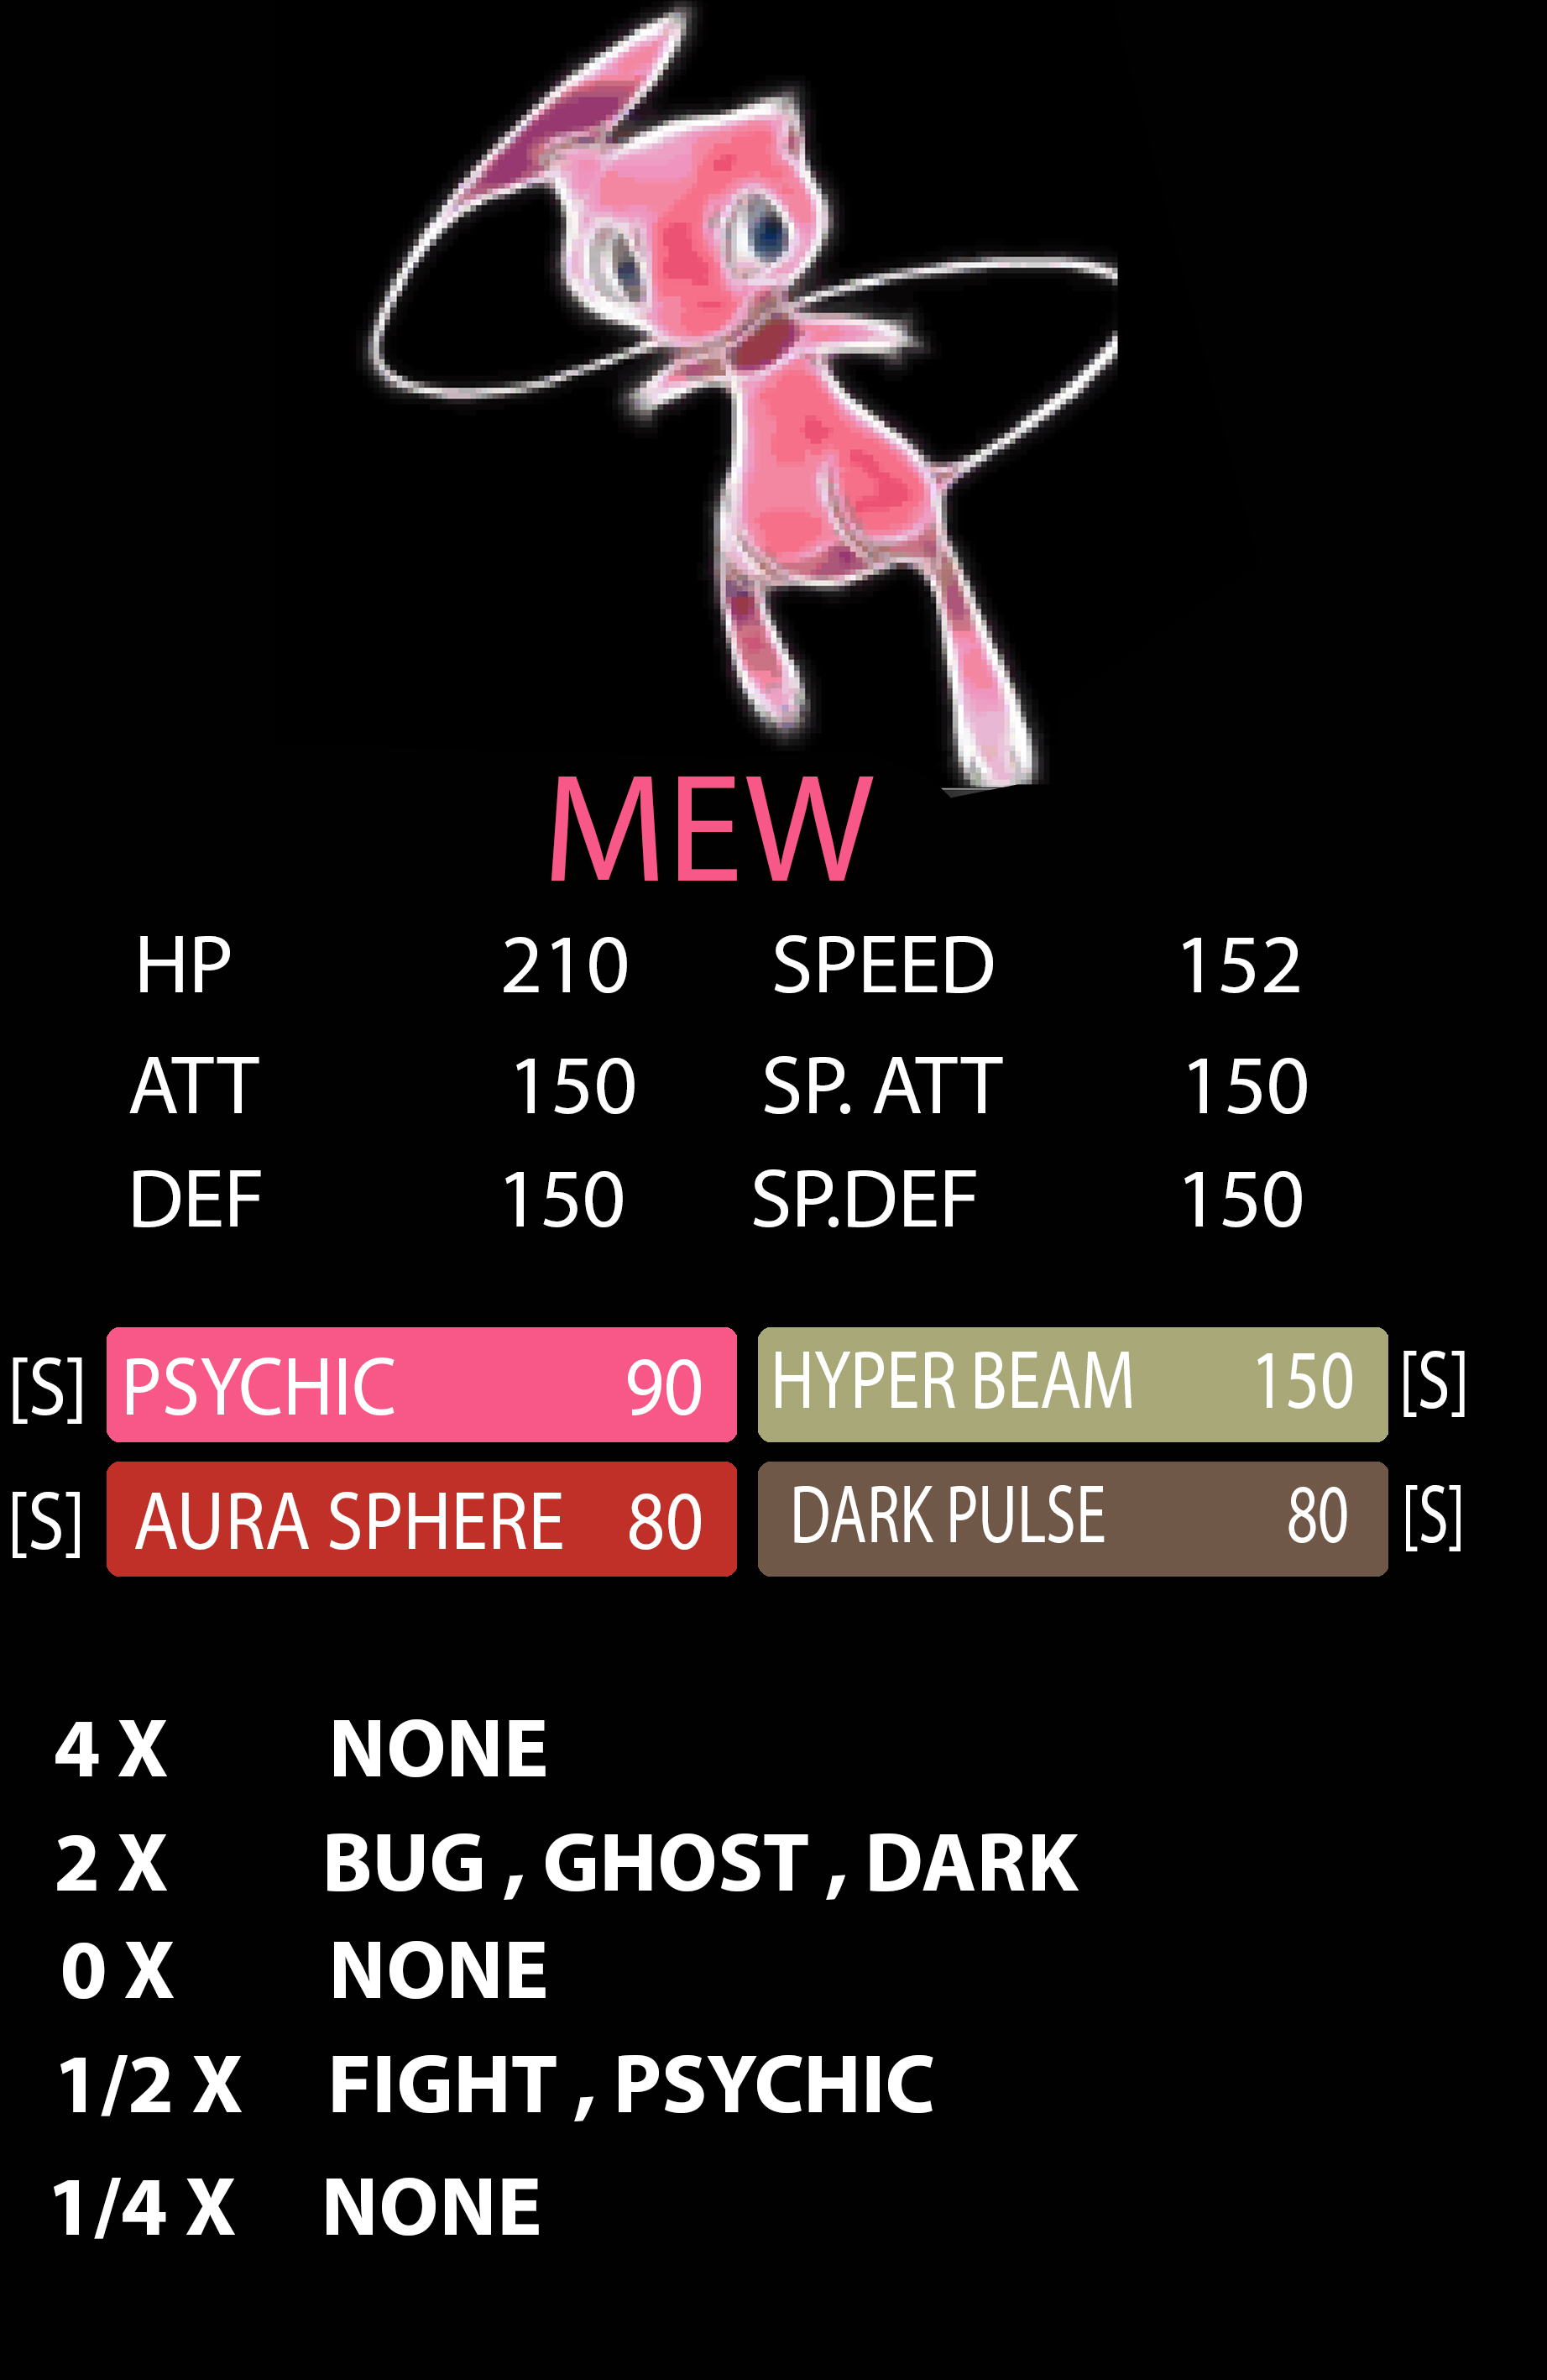 MEW
HP 210 SPEED 152
ATT 150 SP. ATT 150
DEF 150 SP.DEF 150
[S] PSYCHIC 90 HYPER BEAM 150 [S]
[S] AURA SPHERE 80 DARK PULSE 80 [S]
4 X NONE
2 X BUG , GHOST , DARK
0 X NONE
1/2 X FIGHT , PSYCHIC
1/4 X NONE